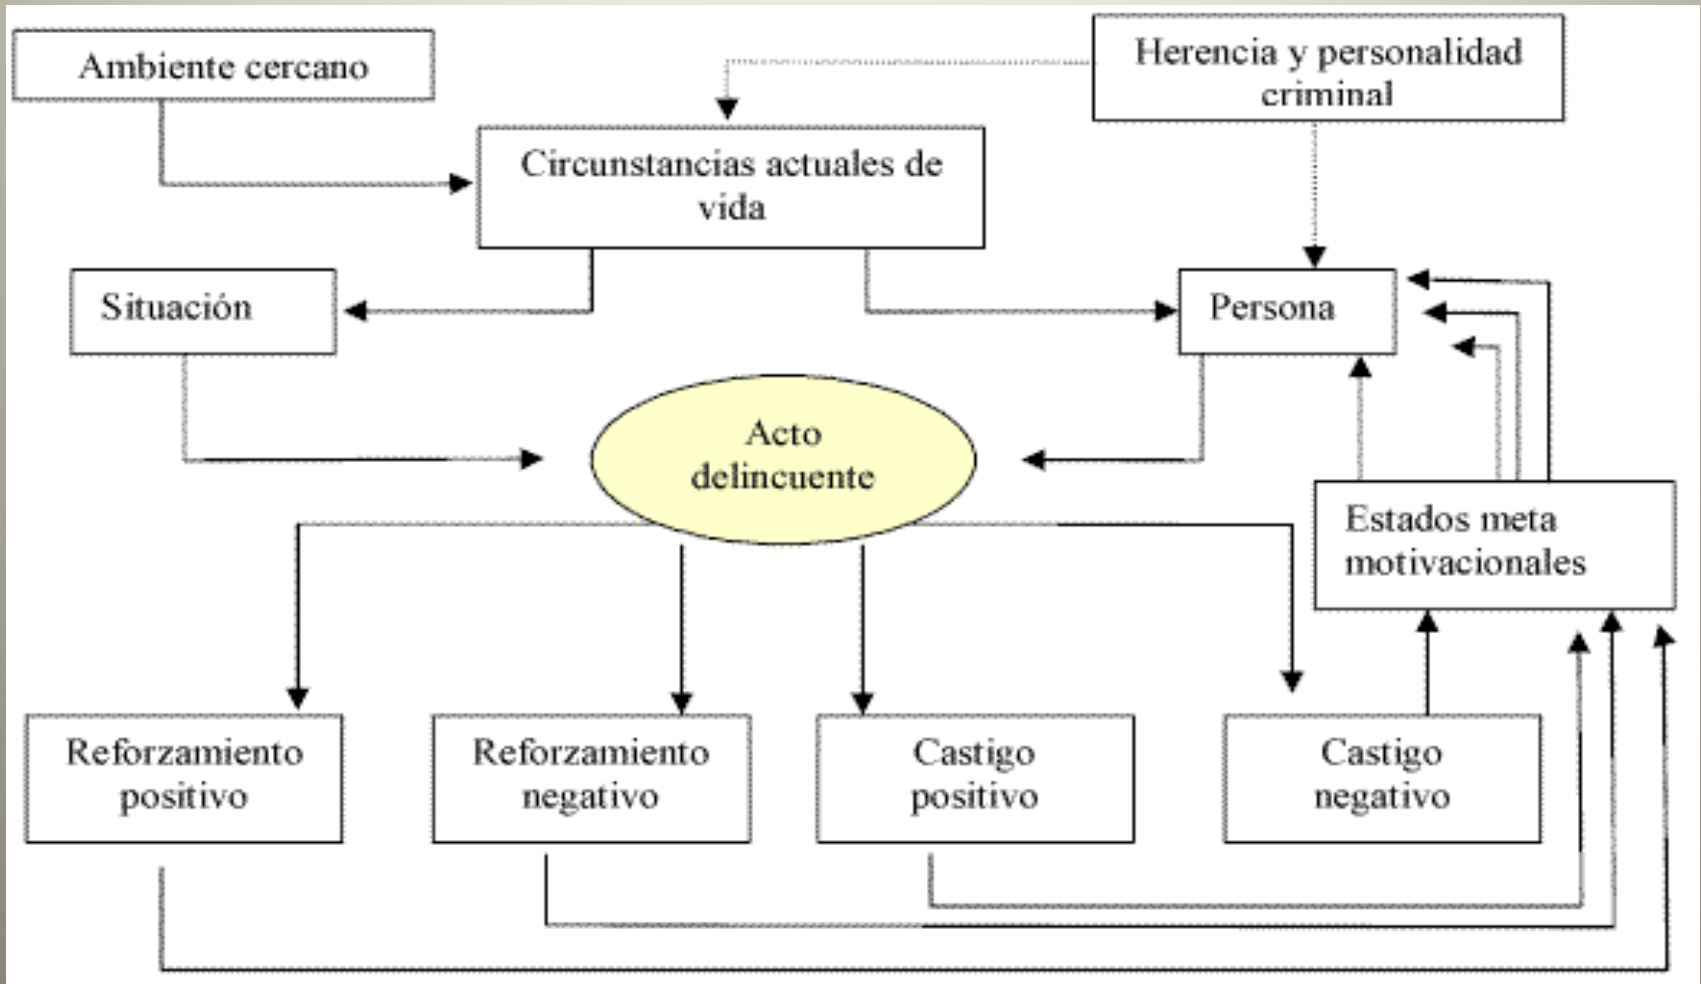 Ambiente cercano
Herencia y personalidad
criminal
Circunstancias actuales de
vida
Situación
Persona
Acto
delincuente
Estados meta
motivacionales
Reforzamiento
positivo
Reforzamiento
negativo
Castigo
positivo
Castigo
negativo